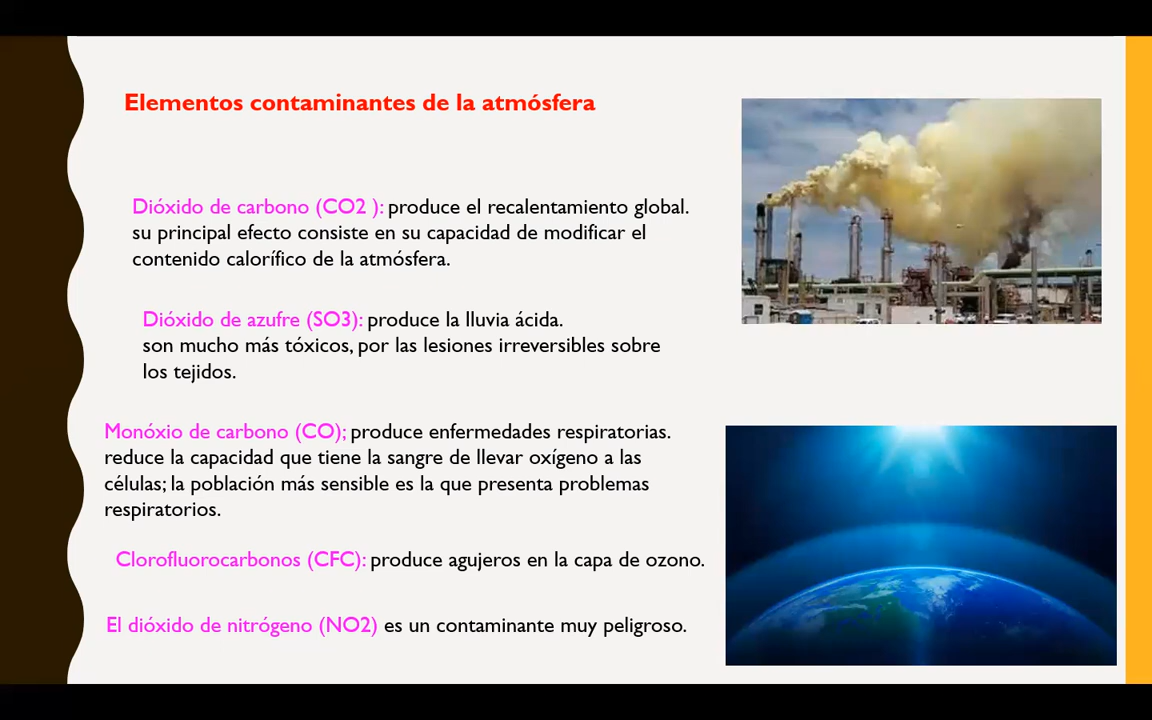 Elementos contaminantes de la atmósfera
Dióxido de carbono (CO2 ): produce el recalentamiento global.
su principal efecto consiste en su capacidad de modificar el
contenido calorífico de la atmósfera.
Dióxido de azufre (SO3): produce la lluvia ácida.
son mucho más tóxicos, por las lesiones irreversibles sobre
los tejidos.
Monóxio de carbono (CO); produce enfermedades respiratorias.
reduce la capacidad que tiene la sangre de llevar oxígeno a las
células; la población más sensible es la que presenta problemas
respiratorios.
Clorofluorocarbonos (CFC): produce agujeros en la capa de ozono.
El dióxido de nitrógeno (NO2) es un contaminante muy peligroso.